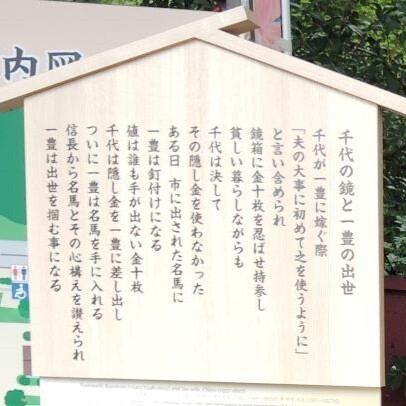 千代の鏡と一豊の出世
千代が一豊に嫁ぐ際
「夫の大事に初めて之を使うように」
と言い含められ
鏡箱に金十枚を忍ばせ持参し
貧しい暮らしながらも
千代は決して
その隠し金を使わなかった
ある日 市に出された名馬に
一豊は釘付けになる
値は誰も手が出ない金十枚
千代は隠し金を一豊に差し出し
ついに一豊は名馬を手に入れる
信長から名馬とその心構えを讃えられ
一豊は出世を掴む事になる
内図